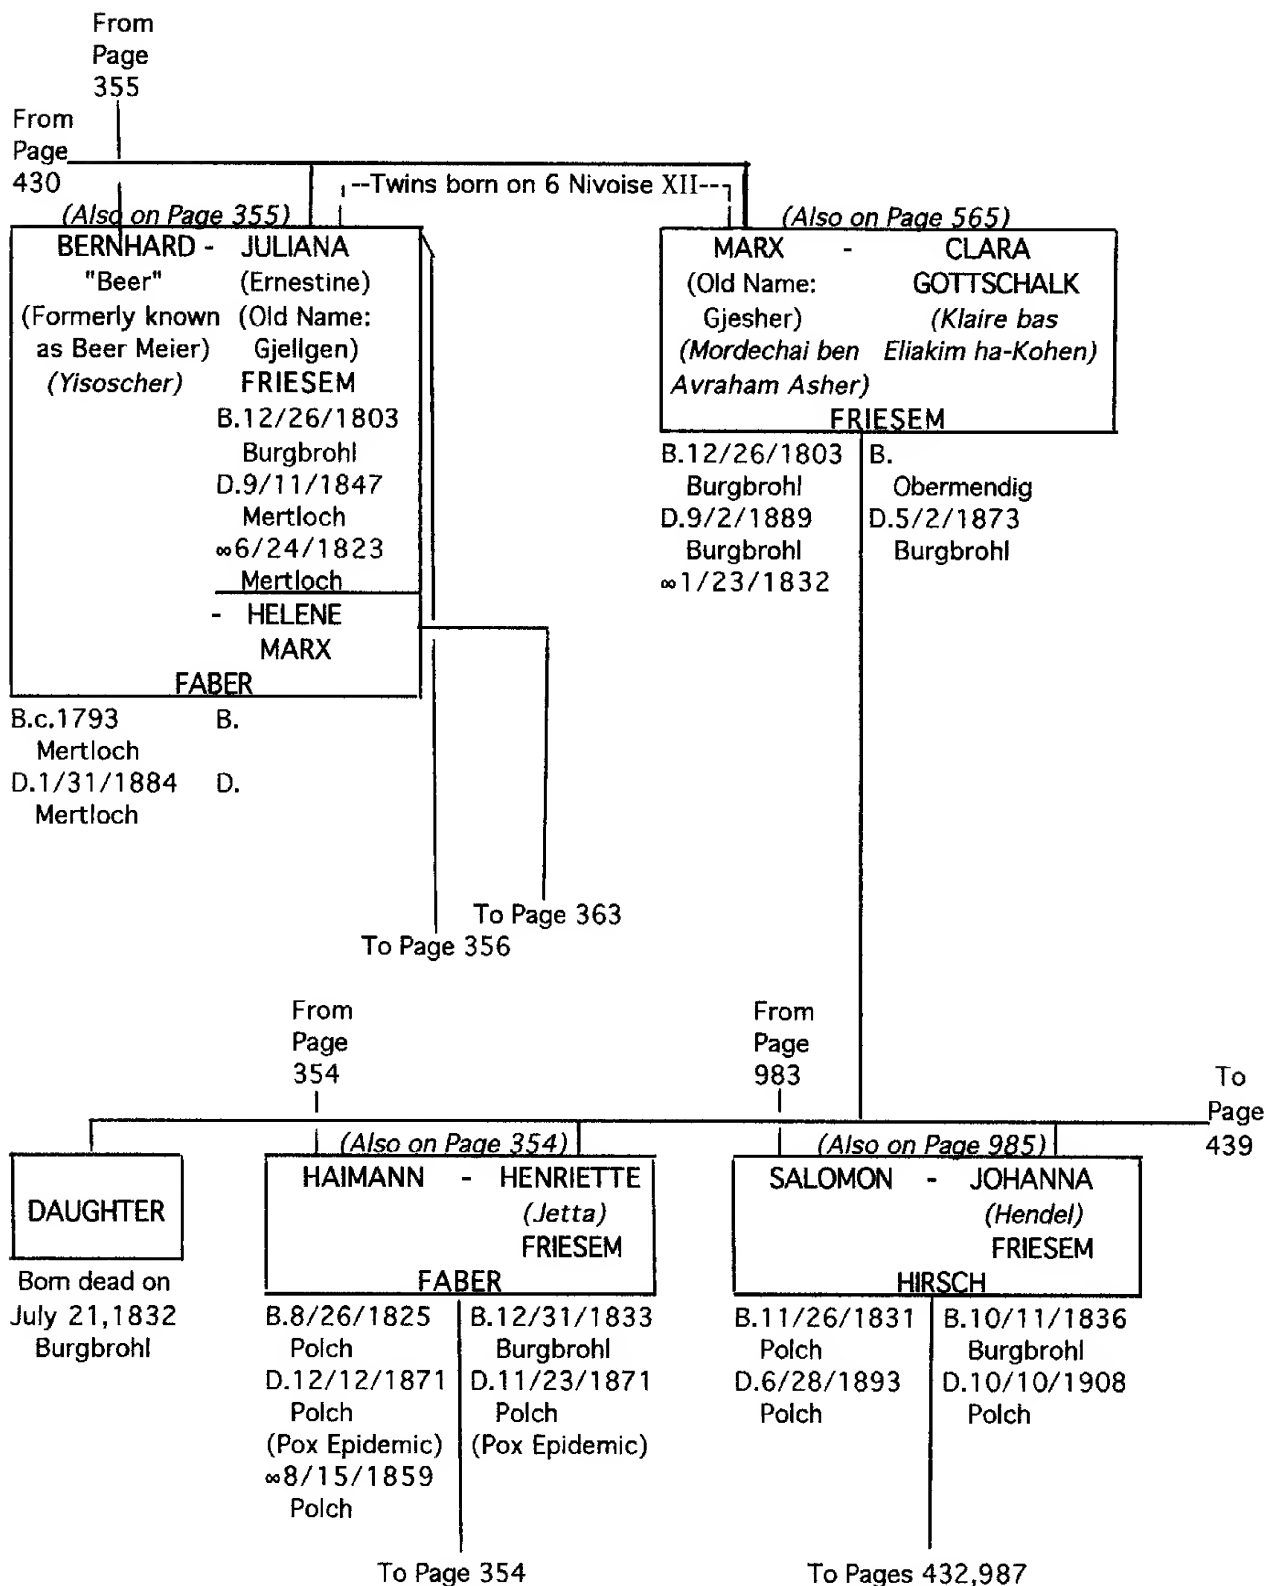 From
Page
355
From
Page
430
--Twins born on 6 Nivoise XII--
(Also on Page 355)
BERNHARD - JULIANA
"Beer" (Ernestine)
(Formerly known (Old Name:
as Beer Meier) Gjellgen)
(Yisoscher) FRIESEM
B.12/26/1803
Burgbrohl
D.9/11/1847
Mertloch
∞6/24/1823
Mertloch
- HELENE
MARX
FABER
B.c.1793 B.
Mertloch
D.1/31/1884 D.
Mertloch
(Also on Page 565)
MARX - CLARA
(Old Name: GOTTSCHALK
Gjesher) (Klaire bas
(Mordechai ben Eliakim ha-Kohen)
Avraham Asher)
FRIESEM
B.12/26/1803 B.
Burgbrohl Obermendig
D.9/2/1889 D.5/2/1873
Burgbrohl Burgbrohl
∞1/23/1832
To Page 363
To Page 356
From
Page
354
From
Page
983
To
Page
439
DAUGHTER
Born dead on
July 21,1832
Burgbrohl
(Also on Page 354)
HAIMANN - HENRIETTE
(Jetta)
FRIESEM
FABER
B.8/26/1825 B.12/31/1833
Polch Burgbrohl
D.12/12/1871 D.11/23/1871
Polch Polch
(Pox Epidemic) (Pox Epidemic)
∞8/15/1859
Polch
To Page 354
(Also on Page 985)
SALOMON - JOHANNA
(Hendel)
FRIESEM
HIRSCH
B.11/26/1831 B.10/11/1836
Polch Burgbrohl
D.6/28/1893 D.10/10/1908
Polch Polch
To Pages 432,987